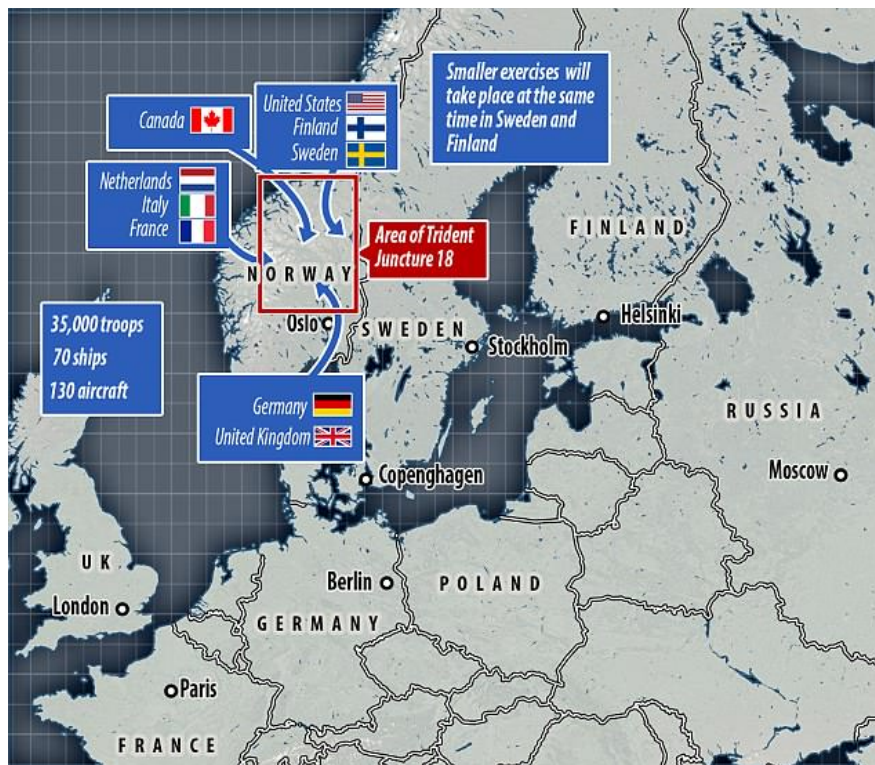 Canada
United States
Finland
Sweden
Smaller exercises will
take place at the same
time in Sweden and
Finland
Netherlands
Italy
France
Area of Trident
Juncture 18
FINLAND
NORWAY
35,000 troops
70 ships
130 aircraft
Oslo
SWEDEN
Helsinki
Stockholm
Germany
United Kingdom
RUSSIA
Copenghagen
Moscow
UK
Berlin
POLAND
London
GERMANY
Paris
FRANCE